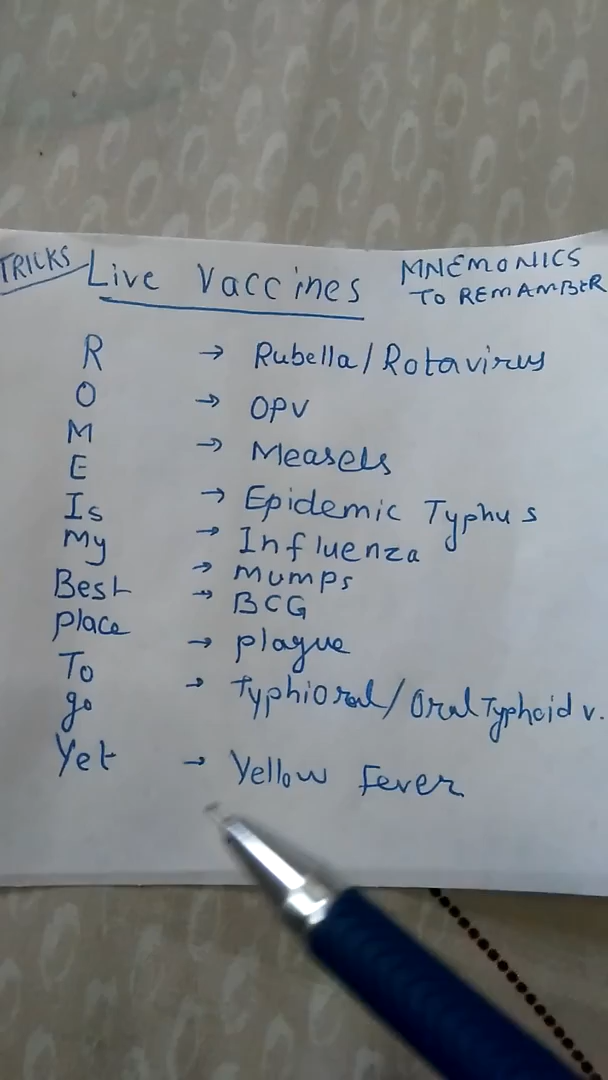 TRICKS
Live Vaccines
MNEMONICS
TO REMAMBER
R → Rubella/Rotavirus
O → OPV
M → Measels
E → Epidemic Typhus
Is → Influenza
My → Mumps
Best → BCG
Place → Plague
To → Typhioral/Oral Typhoid v.
go
Yet → Yellow Fever